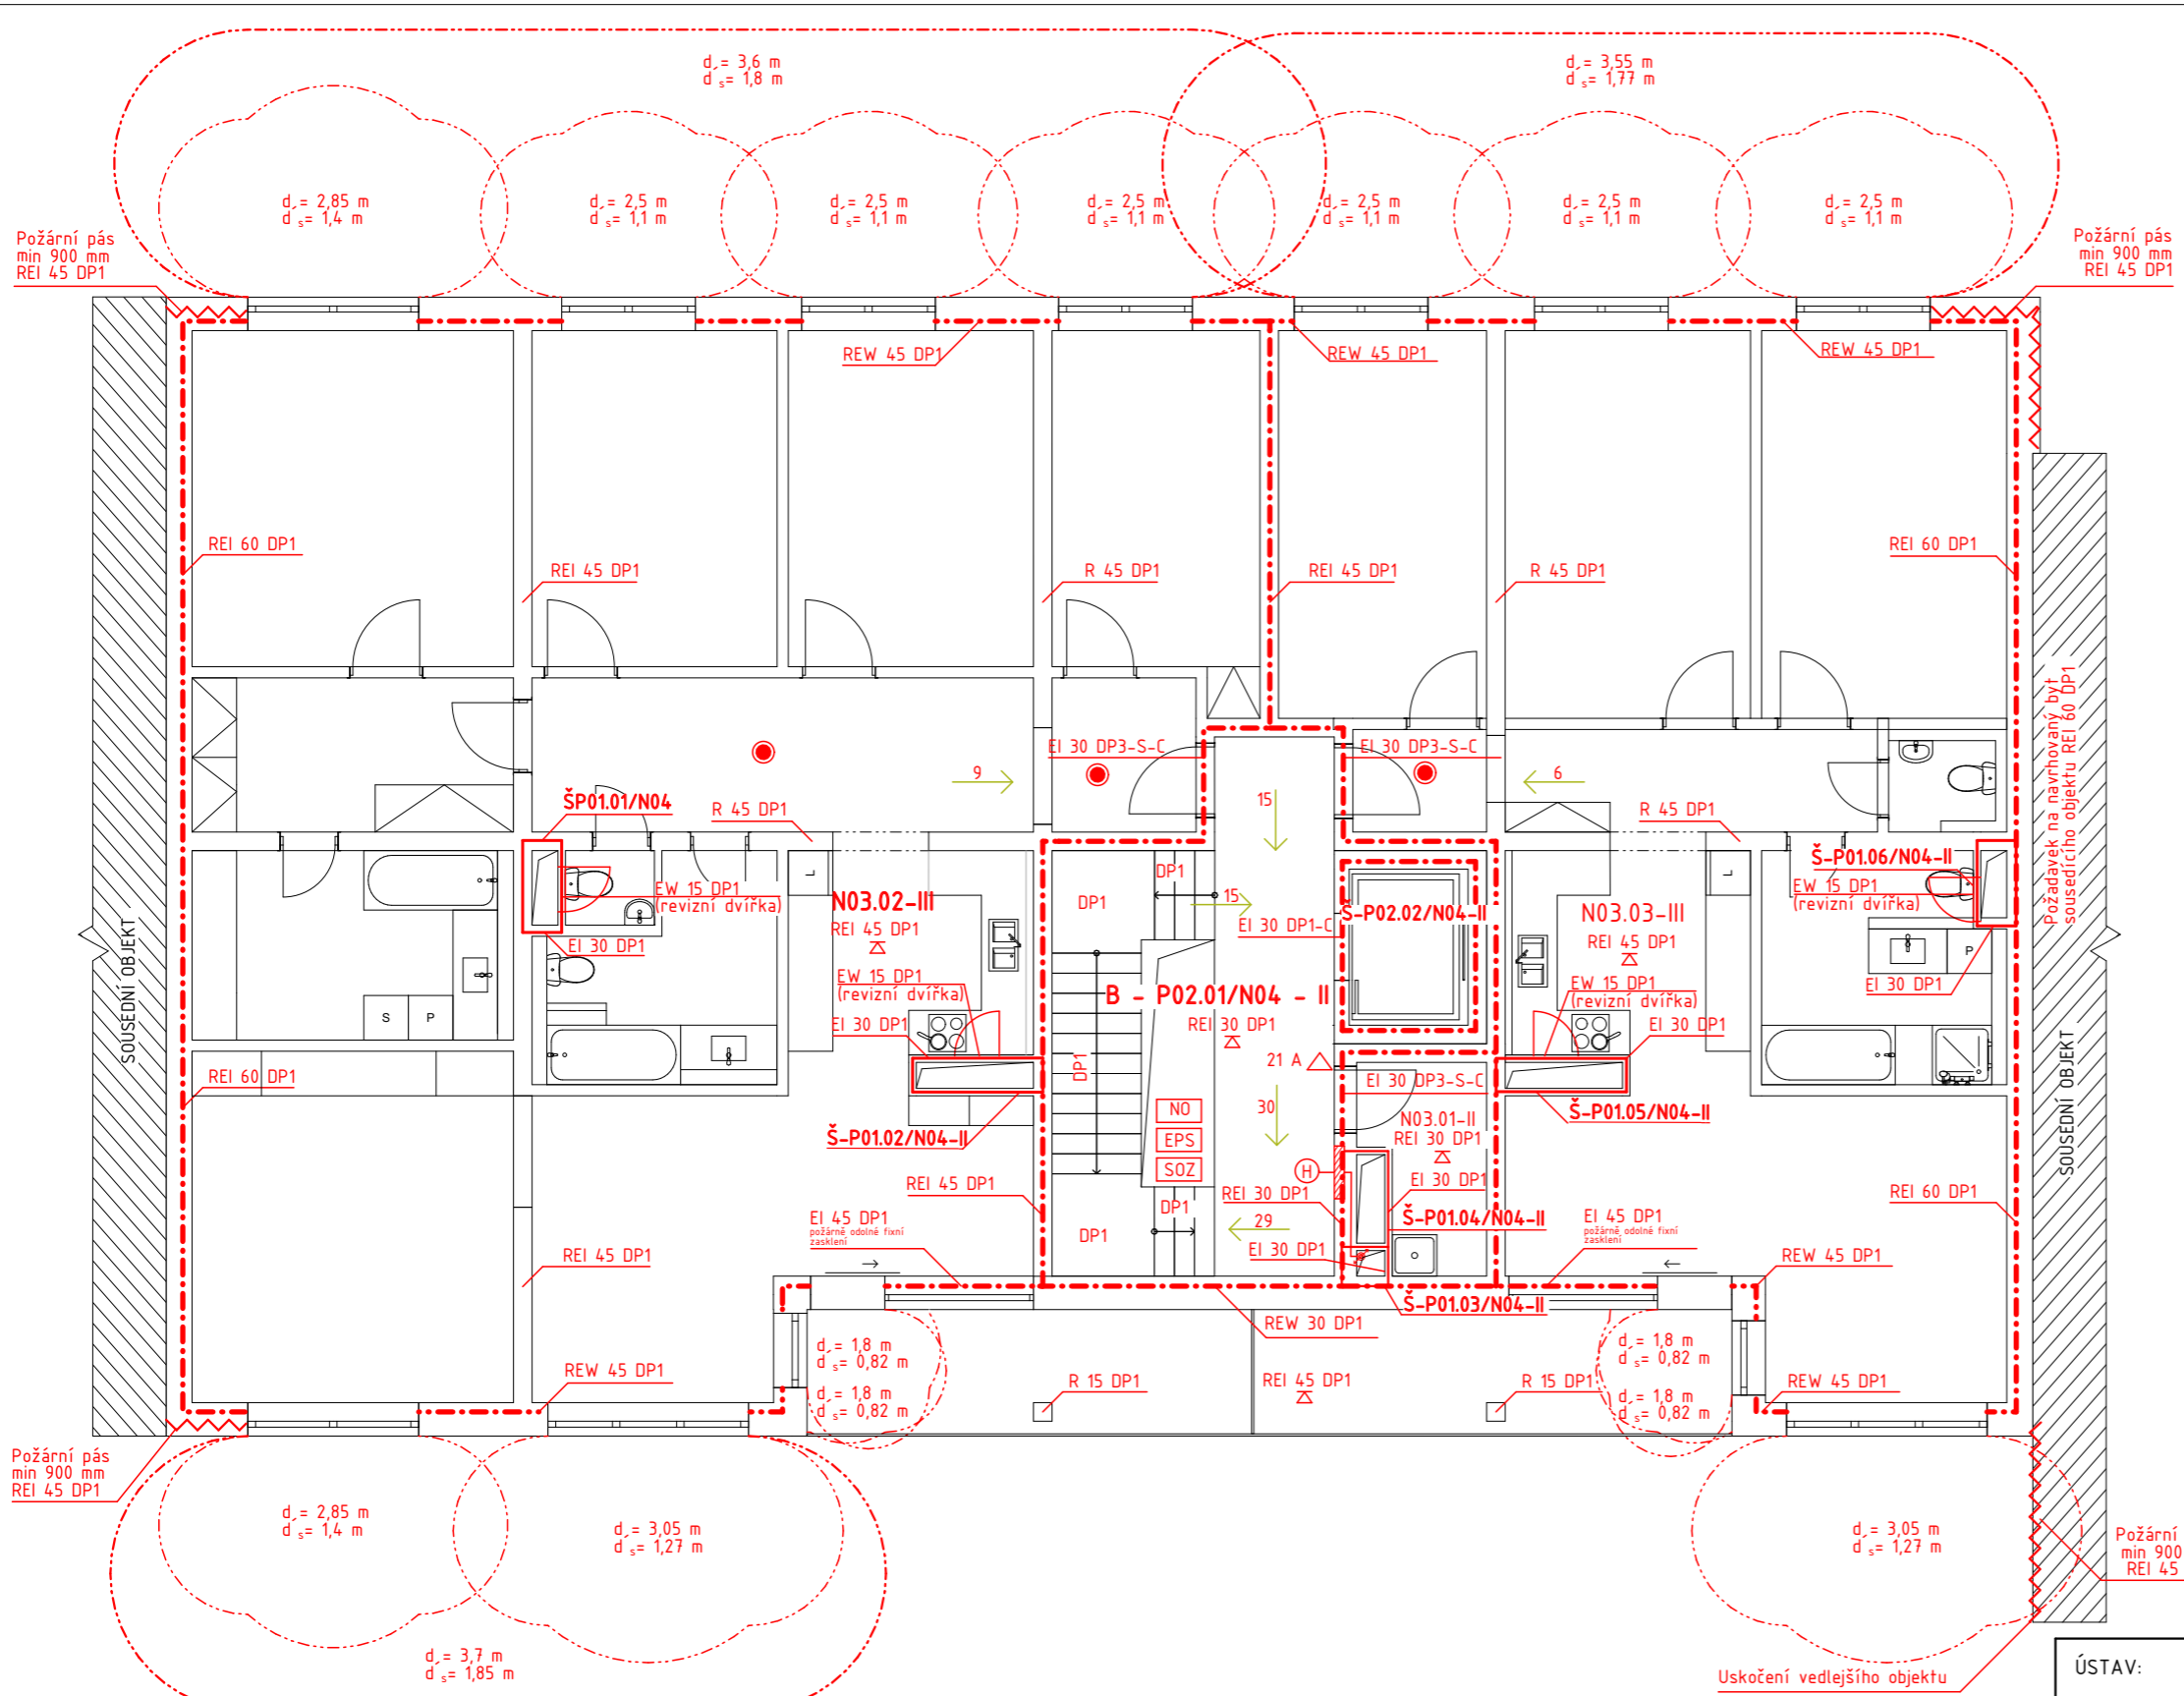 d,= 3,6 m
d s= 1,8 m
d,= 3,55 m
d s= 1,77 m
d,= 2,85 m
d s= 1,4 m
d,= 2,5 m
d s= 1,1 m
d,= 2,5 m
d s= 1,1 m
d,= 2,5 m
d s= 1,1 m
d,= 2,5 m
d s= 1,1 m
d,= 2,5 m
d s= 1,1 m
d,= 2,5 m
d s= 1,1 m
Požární pás
min 900 mm
REI 45 DP1
Požární pás
min 900 mm
REI 45 DP1
REW 45 DP1
REW 45 DP1
REW 45 DP1
REI 60 DP1
REI 45 DP1
R 45 DP1
REI 45 DP1
R 45 DP1
REI 60 DP1
Požadavek na navrhovaný byt
sousedícího objektu REI 60 DP1
EI 30 DP3-S-C
EI 30 DP3-S-C
9
6
15
ŠP01.01/N04
R 45 DP1
R 45 DP1
Š-P01.06/N04-II
EW 15 DP1
(revizní dvířka)
EI 30 DP1
L
N03.02-III
REI 45 DP1
DP1
DP1
15
EI 30 DP1-C
Š-P02.02/N04-II
N03.03-III
REI 45 DP1
L
EW 15 DP1
(revizní dvířka)
P
EI 30 DP1
SOUSEDNÍ OBJEKT
SOUSEDNÍ OBJEKT
EW 15 DP1
(revizní dvířka)
EI 30 DP1
B - P02.01/N04 - II
REI 30 DP1
EW 15 DP1
(revizní dvířka)
EI 30 DP1
S
P
DP1
21 A
REI 60 DP1
EI 30 DP3-S-C
NO
EPS
SOZ
30
N03.01-II
REI 30 DP1
Š-P01.02/N04-II
Š-P01.05/N04-II
H
EI 30 DP1
REI 45 DP1
REI 30 DP1
REI 60 DP1
DP1
DP1
29
Š-P01.04/N04-II
EI 45 DP1
požárně odolné fixní
zasklení
EI 45 DP1
požárně odolné fixní
zasklení
REI 45 DP1
EI 30 DP1
REW 45 DP1
Š-P01.03/N04-II
REW 30 DP1
d,= 1,8 m
d s= 0,82 m
d,= 1,8 m
d s= 0,82 m
REW 45 DP1
R 15 DP1
REI 45 DP1
R 15 DP1
d,= 1,8 m
d s= 0,82 m
d,= 1,8 m
d s= 0,82 m
REW 45 DP1
Požární pás
min 900 mm
REI 45 DP1
d,= 2,85 m
d s= 1,4 m
d,= 3,05 m
d s= 1,27 m
d,= 3,05 m
d s= 1,27 m
Požární
min 900
REI 45
d,= 3,7 m
d s= 1,85 m
Uskočení vedlejšího objektu
ÚSTAV: